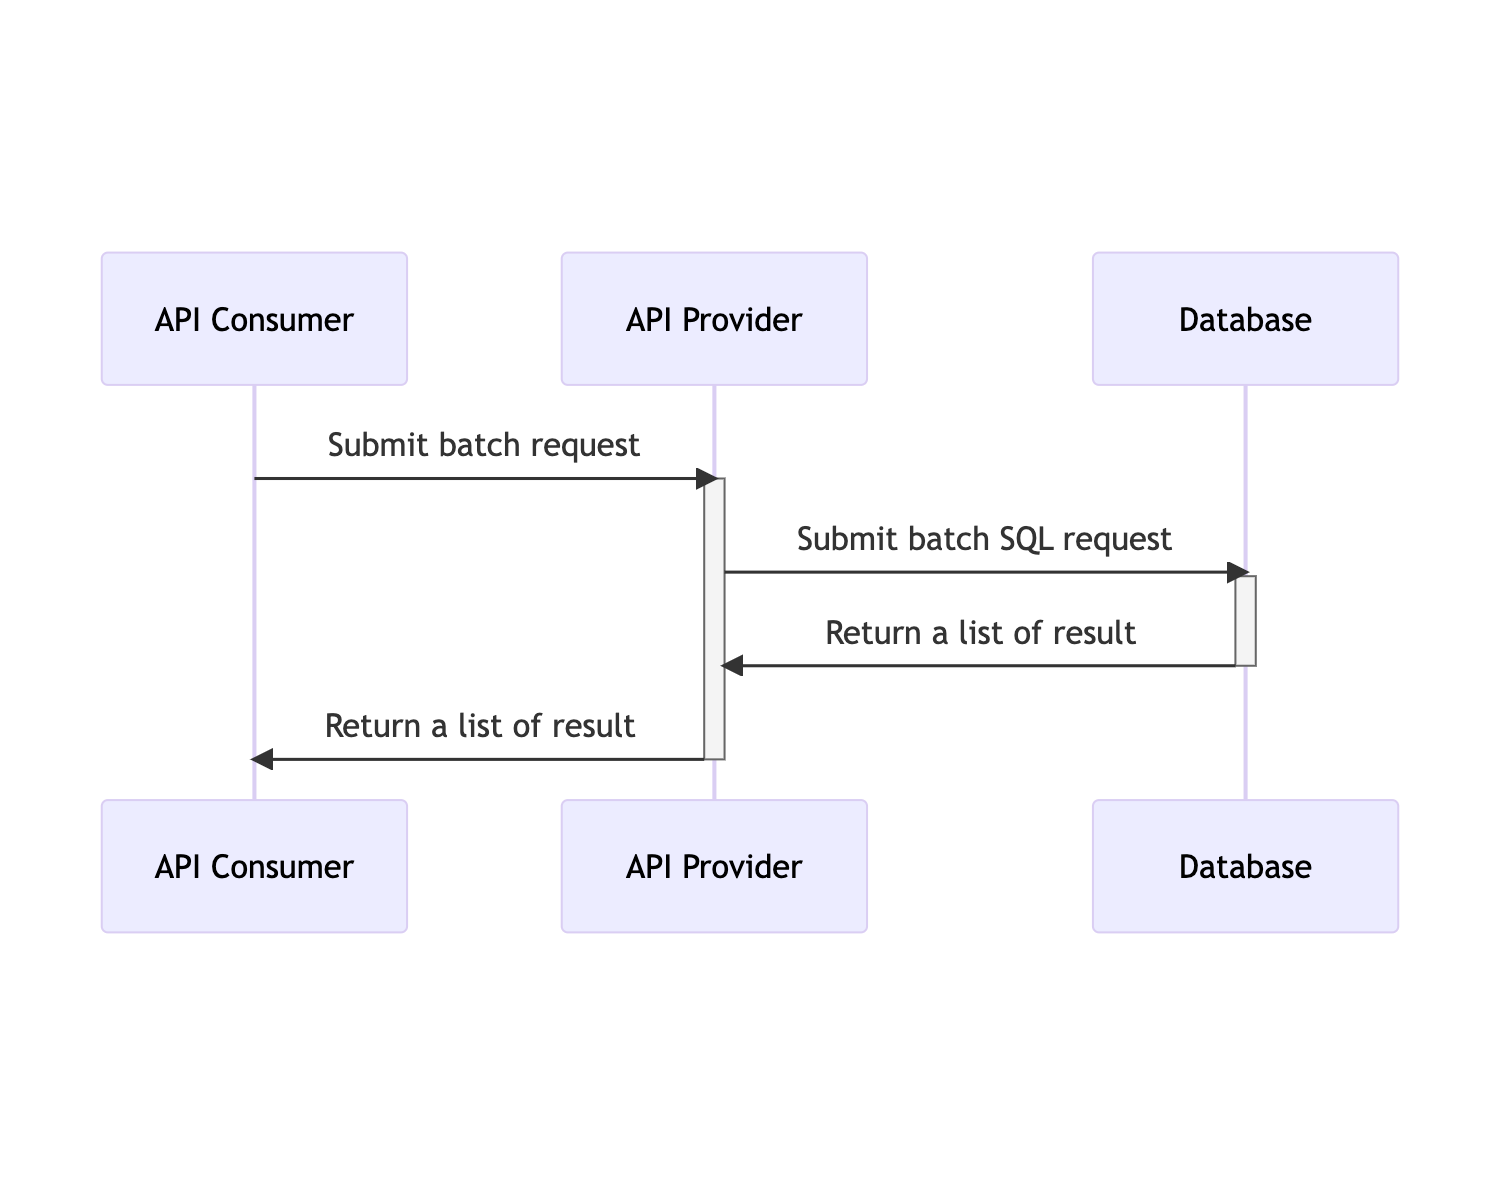 API Consumer
API Provider
Database
Submit batch request
Submit batch SQL request
Return a list of result
Return a list of result
API Consumer
API Provider
Database